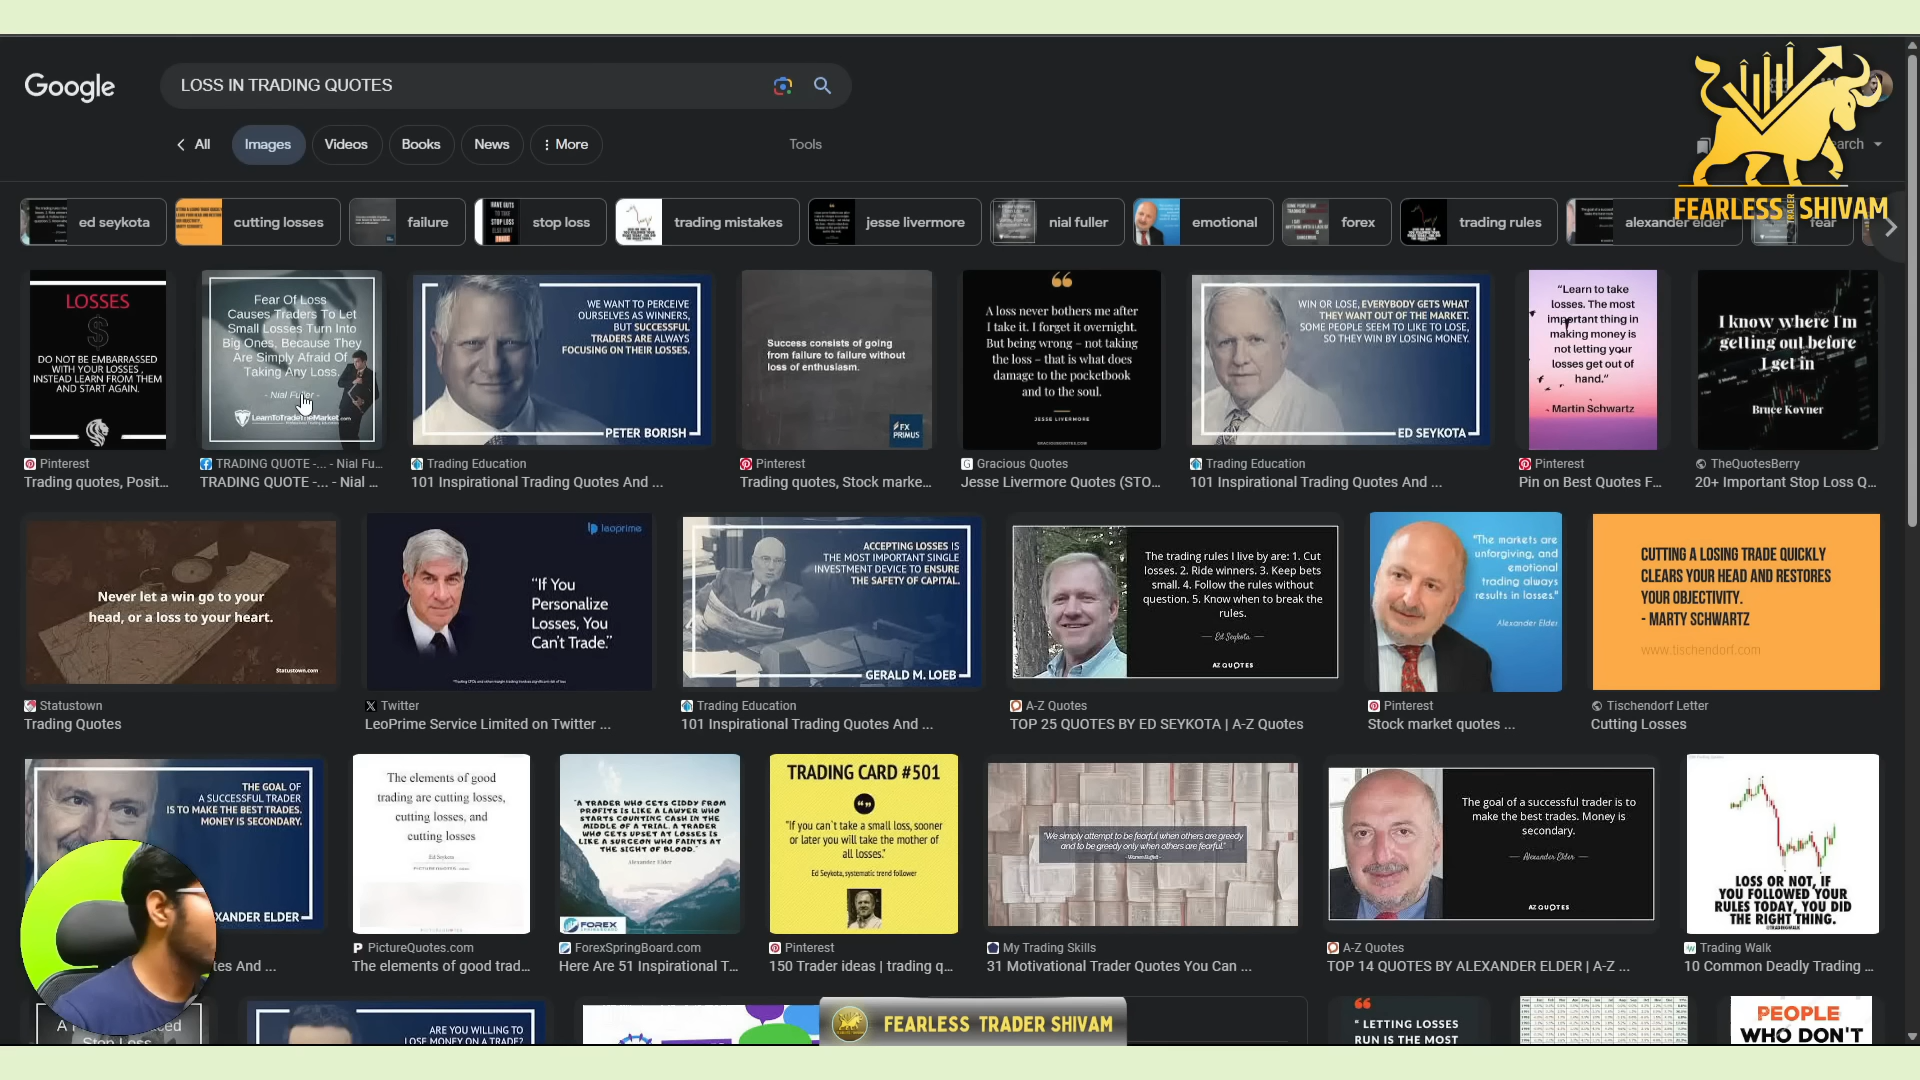 Google
LOSS IN TRADING QUOTES
All
Images
Videos
Books
News
More
Tools
FEARLESS TRADER SHIVAM
ed seykota
cutting losses
failure
stop loss
trading mistakes
jesse livermore
nial fuller
emotional
forex
trading rules
alexander elder
fear
LOSSES
DO NOT BE EMBARRASSED
WITH YOUR LOSSES,
INSTEAD LEARN FROM THEM
AND START AGAIN.
Pinterest
Trading quotes, Posit...
Fear Of Loss
Causes Traders To Let
Small Losses Turn Into
Big Ones, Because They
Are Simply Afraid Of
Taking Any Loss.
- Nial Fuller -
LearnToTradeTheMarket.com
TRADING QUOTE -... - Nial Fu...
TRADING QUOTE -... - Nial ...
WE WANT TO PERCEIVE
OURSELVES AS WINNERS,
BUT SUCCESSFUL
TRADERS ARE ALWAYS
FOCUSING ON THEIR LOSSES.
PETER BORISH
Trading Education
101 Inspirational Trading Quotes And ...
Success consists of going
from failure to failure without
loss of enthusiasm.
FX
PRIMUS
Pinterest
Trading quotes, Stock marke...
A loss never bothers me after
I take it. I forget it overnight.
But being wrong – not taking
the loss – that is what does
damage to the pocketbook
and to the soul.
JESSE LIVERMORE
Gracious Quotes
Jesse Livermore Quotes (STO...
WIN OR LOSE, EVERYBODY GETS WHAT
THEY WANT OUT OF THE MARKET.
SOME PEOPLE SEEM TO LIKE TO LOSE,
SO THEY WIN BY LOSING MONEY.
ED SEYKOTA
Trading Education
101 Inspirational Trading Quotes And ...
“Learn to take
losses. The most
important thing in
making money is
not letting your
losses get out of
hand.”
- Martin Schwartz
Pinterest
Pin on Best Quotes F...
I know where I'm
getting out before
I get in
Bruce Kovner
TheQuotesBerry
20+ Important Stop Loss Q...
Never let a win go to your
head, or a loss to your heart.
Statustown.com
Statustown
Trading Quotes
leoprime
“If You
Personalize
Losses, You
Can’t Trade.”
Twitter
LeoPrime Service Limited on Twitter ...
ACCEPTING LOSSES IS
THE MOST IMPORTANT SINGLE
INVESTMENT DEVICE TO ENSURE
THE SAFETY OF CAPITAL.
GERALD M. LOEB
Trading Education
101 Inspirational Trading Quotes And ...
The trading rules I live by are: 1. Cut
losses. 2. Ride winners. 3. Keep bets
small. 4. Follow the rules without
question. 5. Know when to break the
rules.
Ed Seykota
AZ QUOTES
A-Z Quotes
TOP 25 QUOTES BY ED SEYKOTA | A-Z Quotes
"The markets are
unforgiving, and
emotional
trading always
results in losses."
Alexander Elder
Pinterest
Stock market quotes ...
CUTTING A LOSING TRADE QUICKLY
CLEARS YOUR HEAD AND RESTORES
YOUR OBJECTIVITY.
- MARTY SCHWARTZ
www.tischendorf.com
Tischendorf Letter
Cutting Losses
THE GOAL OF
A SUCCESSFUL TRADER
IS TO MAKE THE BEST TRADES.
MONEY IS SECONDARY.
XANDER ELDER
tes And ...
The elements of good
trading are cutting losses,
cutting losses, and
cutting losses
Ed Seykota
PictureQuotes.com
The elements of good trad...
"A TRADER WHO GETS GIDDY FROM
PROFITS IS LIKE A LAWYER WHO
STARTS COUNTING CASH IN THE
MIDDLE OF A TRIAL. A TRADER
WHO GETS UPSET AT LOSSES IS
LIKE A SURGEON WHO FAINTS AT
THE SIGHT OF BLOOD."
Alexander Elder
FOREX
ForexSpringBoard.com
Here Are 51 Inspirational T...
TRADING CARD #501
"If you can`t take a small loss, sooner
or later you will take the mother of
all losses."
Ed Seykota, systematic trend follower
Pinterest
150 Trader ideas | trading q...
"We simply attempt to be fearful when others are greedy
and to be greedy only when others are fearful."
- Warren Buffett -
My Trading Skills
31 Motivational Trader Quotes You Can ...
The goal of a successful trader is to
make the best trades. Money is
secondary.
Alexander Elder
AZ QUOTES
A-Z Quotes
TOP 14 QUOTES BY ALEXANDER ELDER | A-Z ...
LOSS OR NOT, IF
YOU FOLLOWED YOUR
RULES TODAY, YOU DID
THE RIGHT THING.
@TRADINGWALK
Trading Walk
10 Common Deadly Trading ...
Stop Loss
ARE YOU WILLING TO
LOSE MONEY ON A TRADE?
FEARLESS TRADER SHIVAM
“ LETTING LOSSES
RUN IS THE MOST
PEOPLE
WHO DON'T